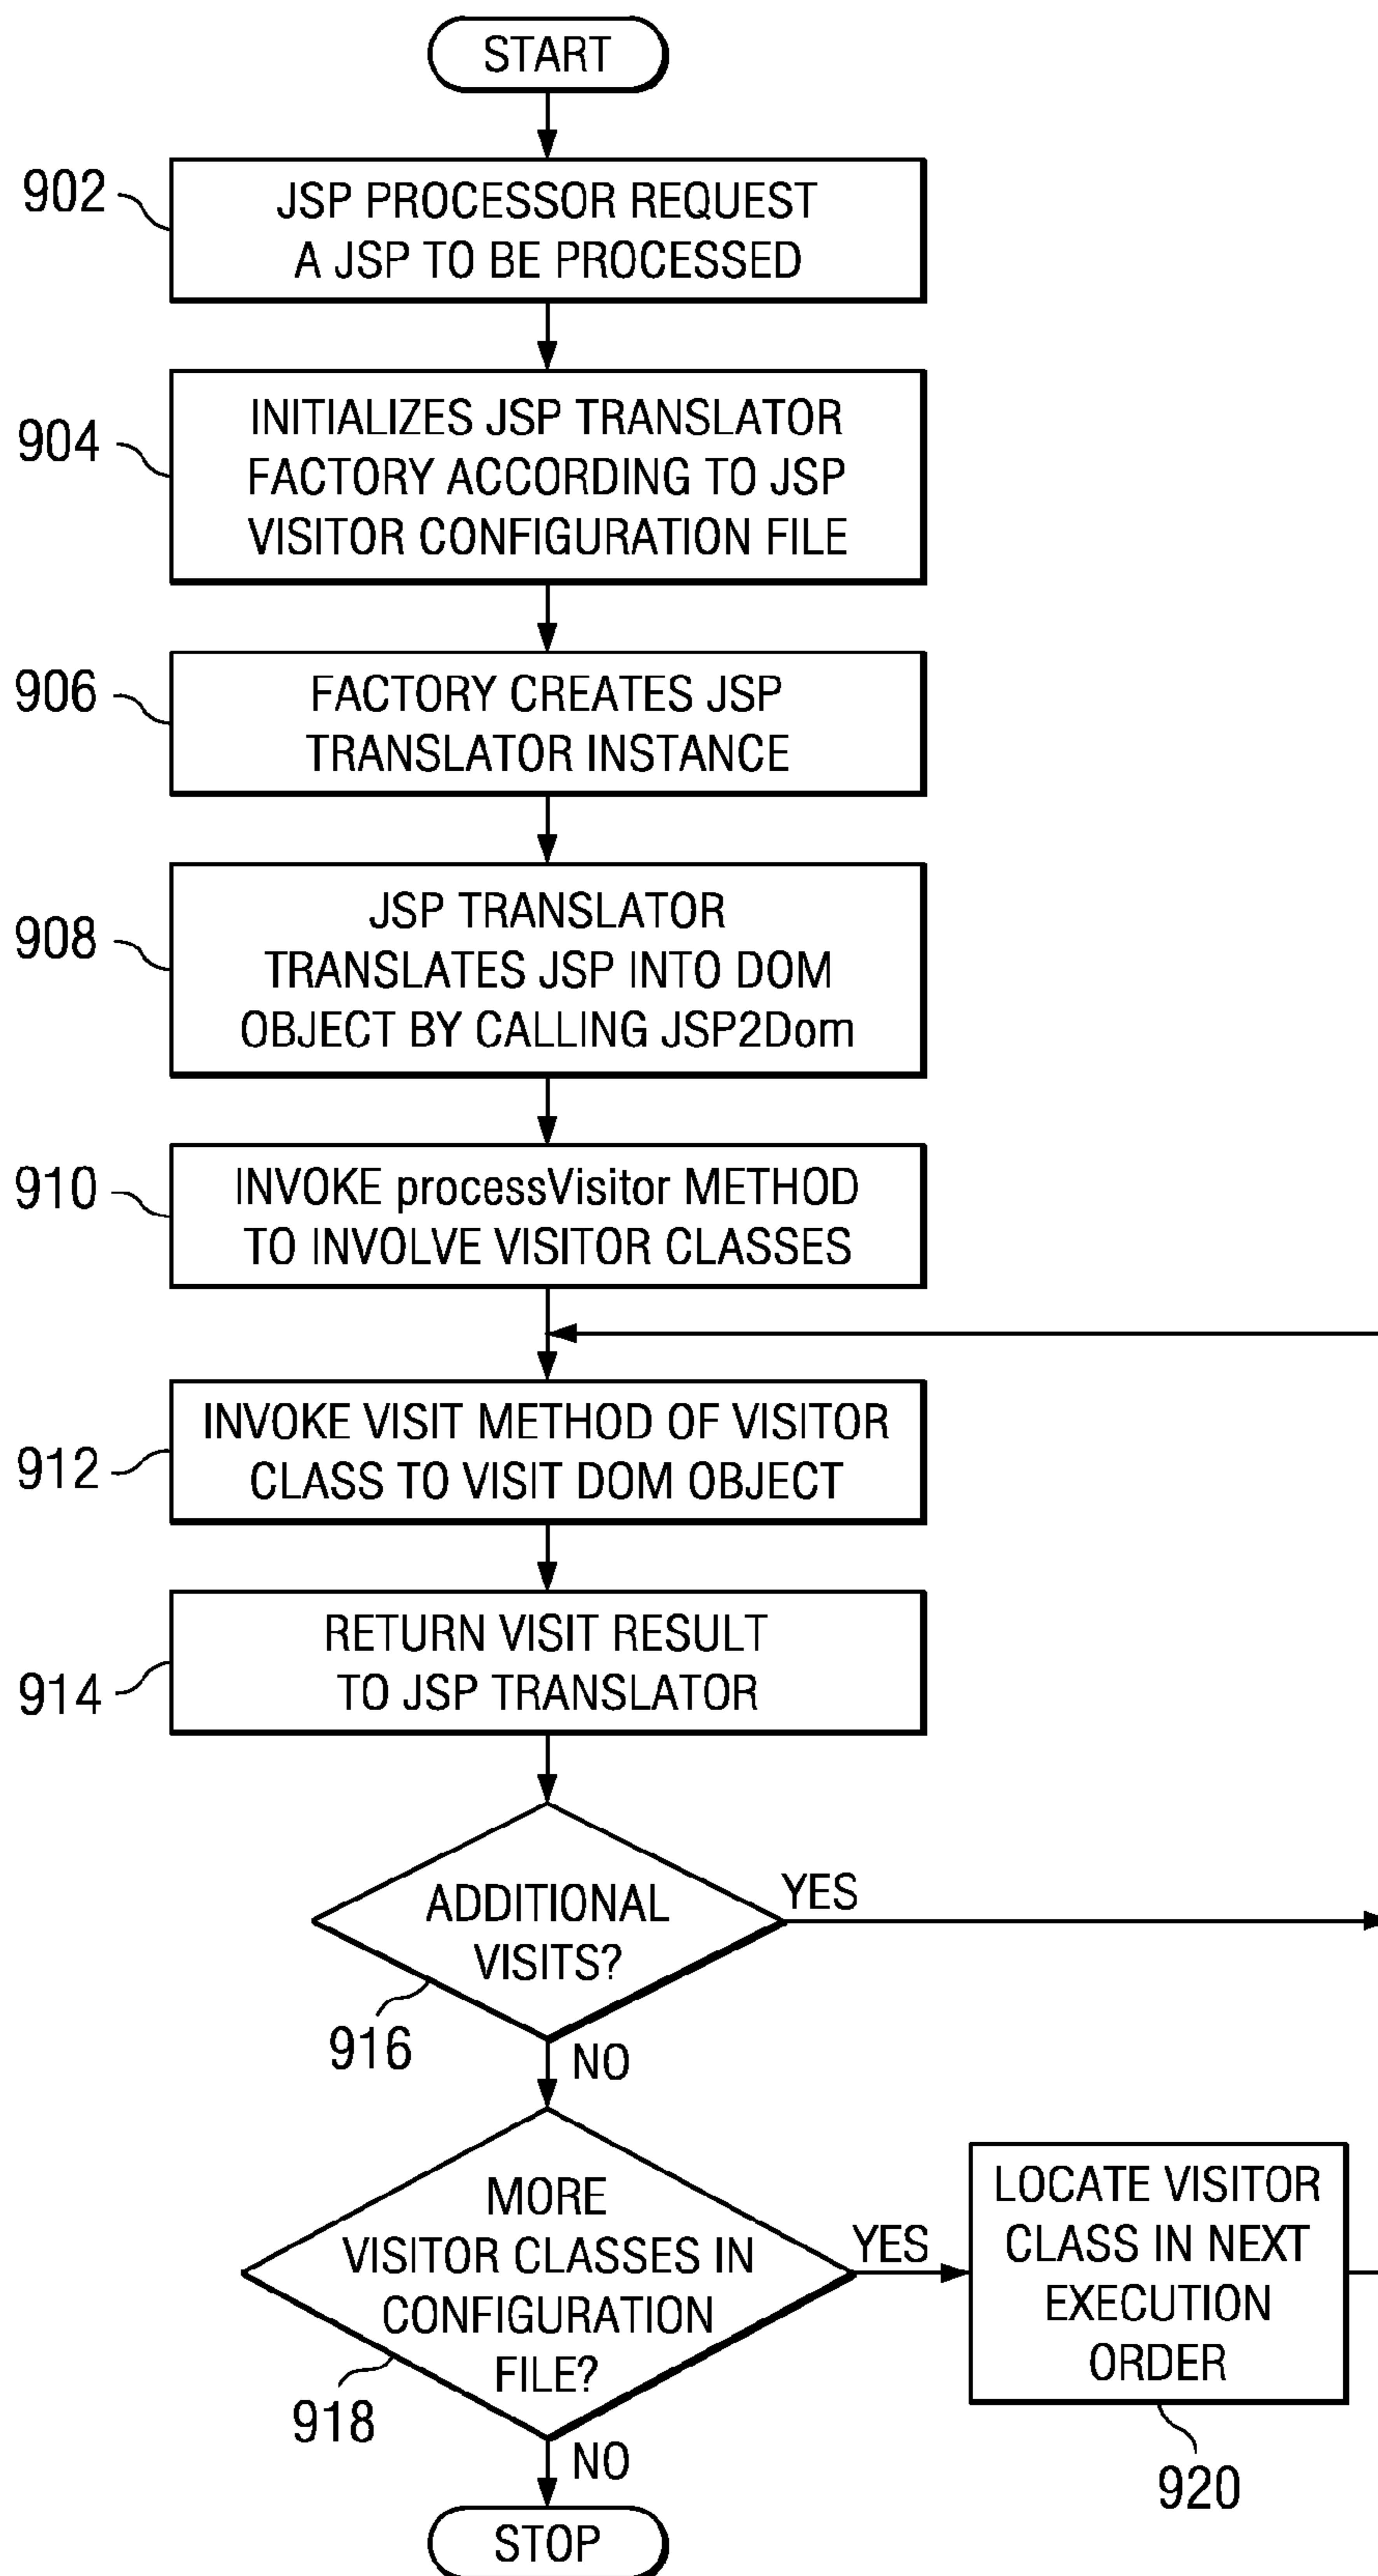 START
902
JSP PROCESSOR REQUEST
A JSP TO BE PROCESSED
904
INITIALIZES JSP TRANSLATOR
FACTORY ACCORDING TO JSP
VISITOR CONFIGURATION FILE
906
FACTORY CREATES JSP
TRANSLATOR INSTANCE
908
JSP TRANSLATOR
TRANSLATES JSP INTO DOM
OBJECT BY CALLING JSP2Dom
910
INVOKE processVisitor METHOD
TO INVOLVE VISITOR CLASSES
912
INVOKE VISIT METHOD OF VISITOR
CLASS TO VISIT DOM OBJECT
914
RETURN VISIT RESULT
TO JSP TRANSLATOR
ADDITIONAL
VISITS?
YES
916
NO
MORE
VISITOR CLASSES IN
CONFIGURATION
FILE?
YES
918
NO
LOCATE VISITOR
CLASS IN NEXT
EXECUTION
ORDER
920
STOP